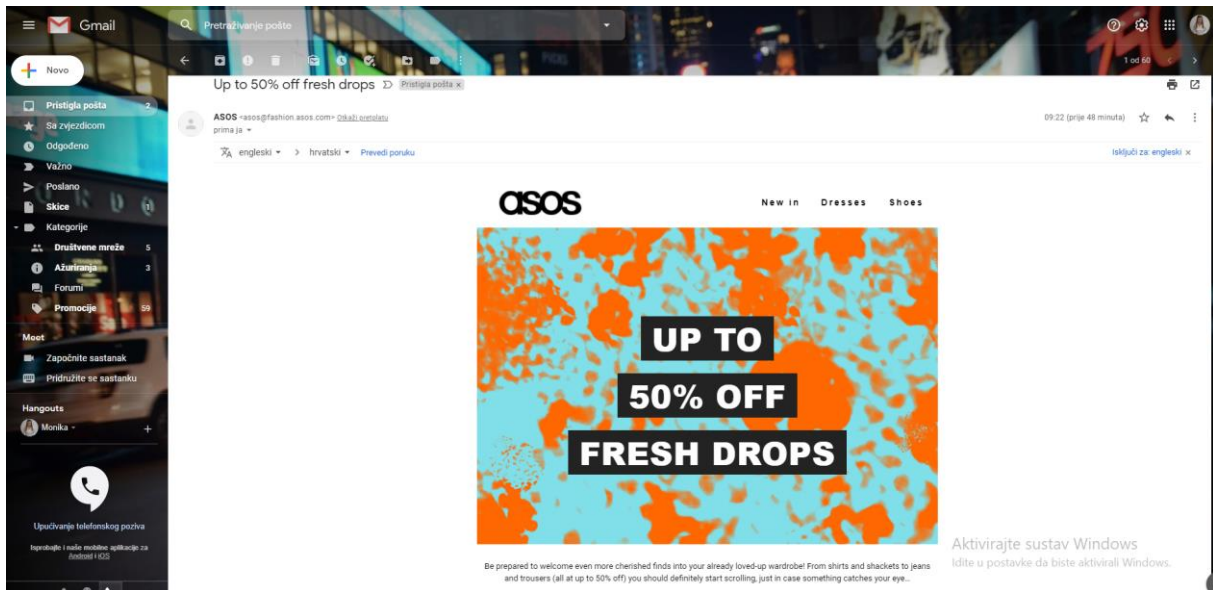 Gmail
Pretraživanje pošte
Novo
1 od 60
Pristigla pošta 2
Sa zvjezdicom
Odgođeno
Važno
Poslano
Skice 1
Kategorije
Društvene mreže 5
Ažuriranja 3
Forumi
Promocije 59
Meet
Započnite sastanak
Pridružite se sastanku
Hangouts
Monika
Upućivanje telefonskog poziva
Isprobajte i naše mobilne aplikacije za
Android i iOS
Up to 50% off fresh drops Pristigla pošta x
ASOS <asos@fashion.asos.com> Otkaži pretplatu
09:22 (prije 48 minuta)
prima ja
engleski > hrvatski Prevedi poruku
Isključi za: engleski x
asos
New in Dresses Shoes
UP TO
50% OFF
FRESH DROPS
Be prepared to welcome even more cherished finds into your already loved-up wardrobe! From shirts and shackets to jeans
and trousers (all at up to 50% off) you should definitely start scrolling, just in case something catches your eye...
Aktivirajte sustav Windows
Idite u postavke da biste aktivirali Windows.